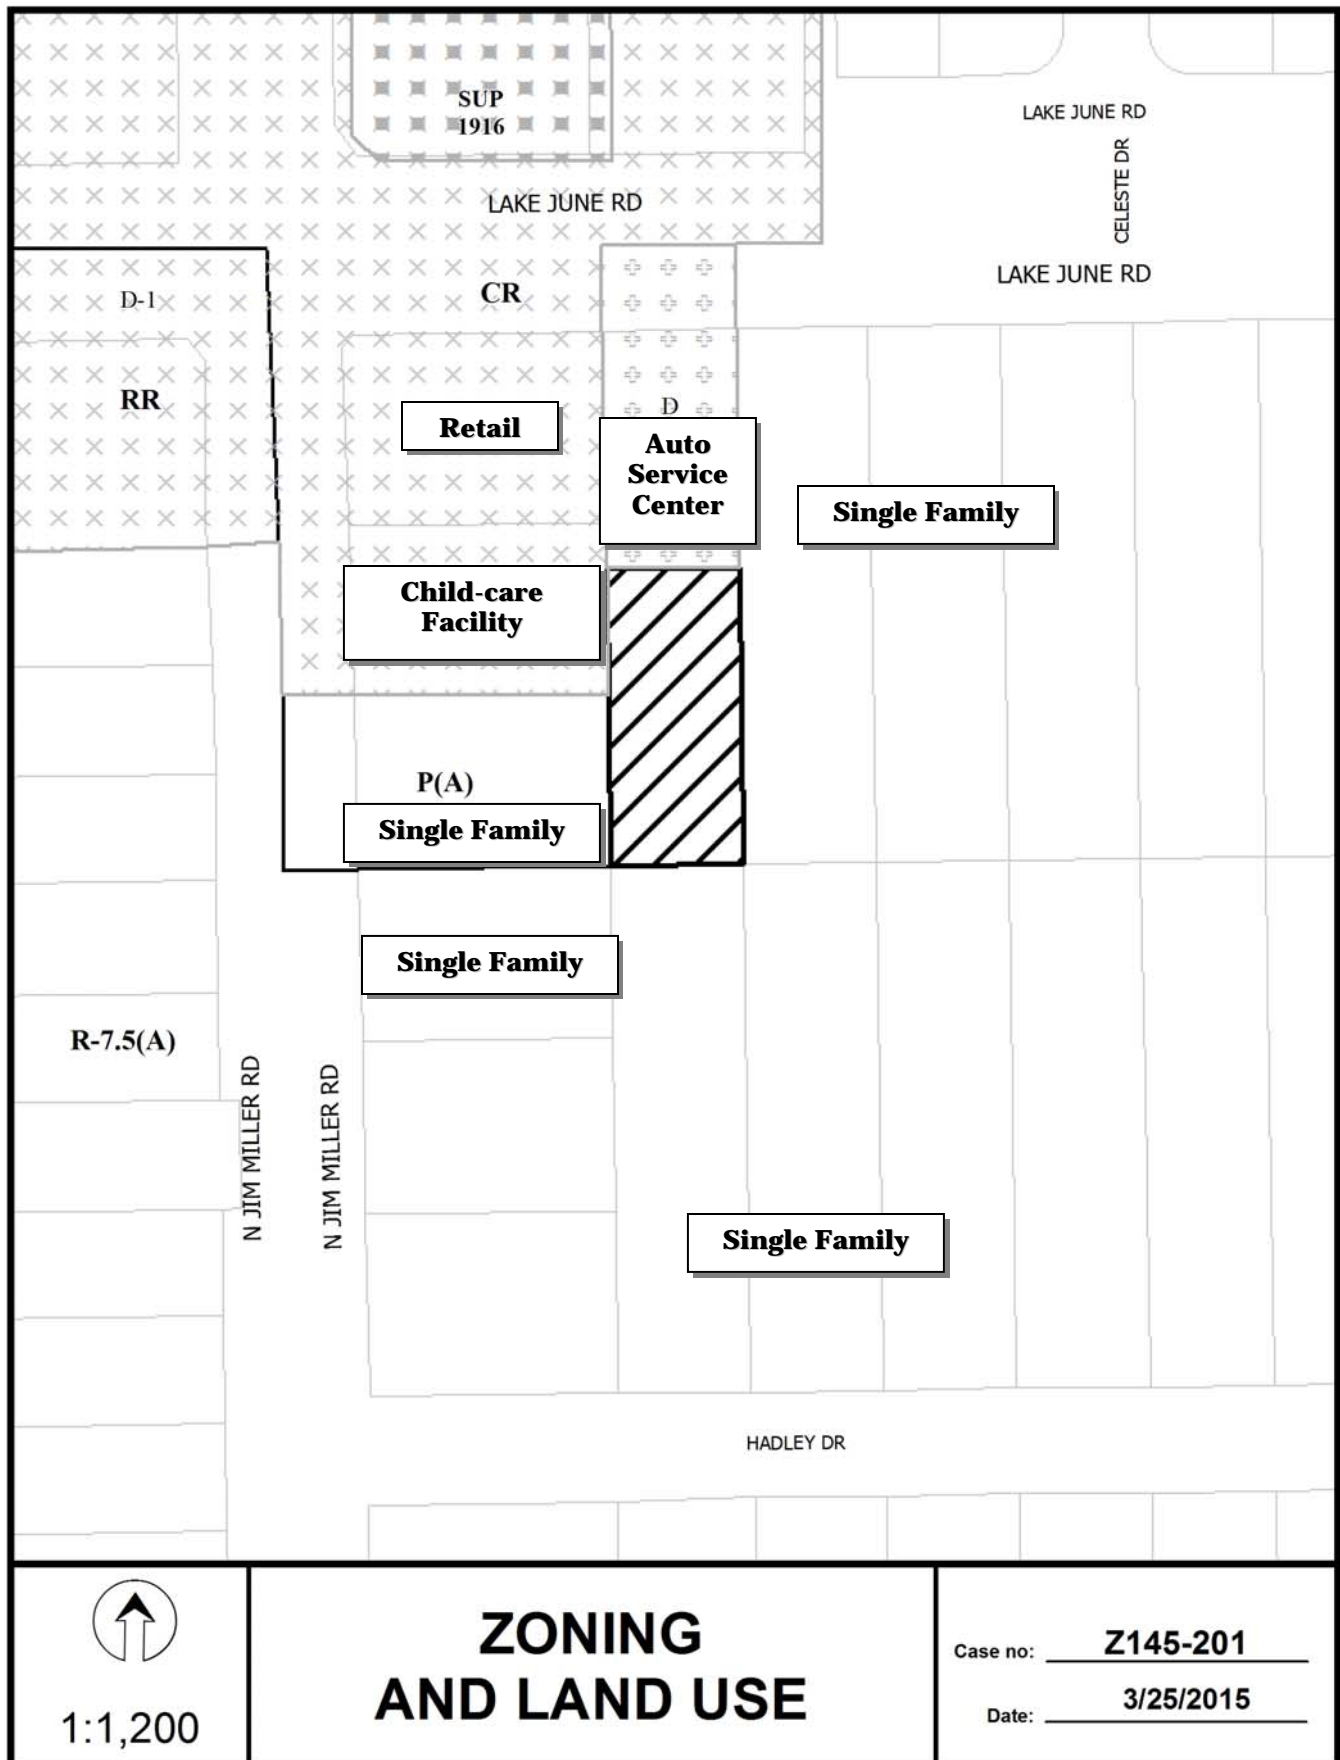 SUP
1916
LAKE JUNE RD
CELESTE DR
LAKE JUNE RD
LAKE JUNE RD
D-1
CR
RR
Retail
D
Auto
Service
Center
Single Family
Child-care
Facility
P(A)
Single Family
Single Family
R-7.5(A)
N JIM MILLER RD
N JIM MILLER RD
Single Family
HADLEY DR
1:1,200
ZONING
AND LAND USE
Case no: Z145-201
Date: 3/25/2015